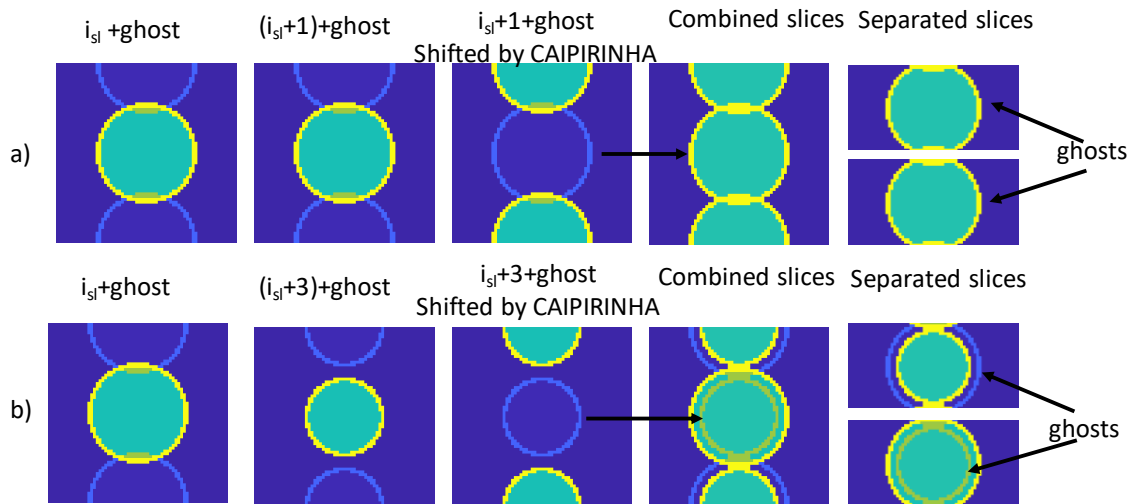 i_sl +ghost
(i_sl+1)+ghost
i_sl+1+ghost
Shifted by CAIPIRINHA
Combined slices
Separated slices
a)
ghosts
i_sl+ghost
(i_sl+3)+ghost
i_sl+3+ghost
Shifted by CAIPIRINHA
Combined slices
Separated slices
b)
ghosts